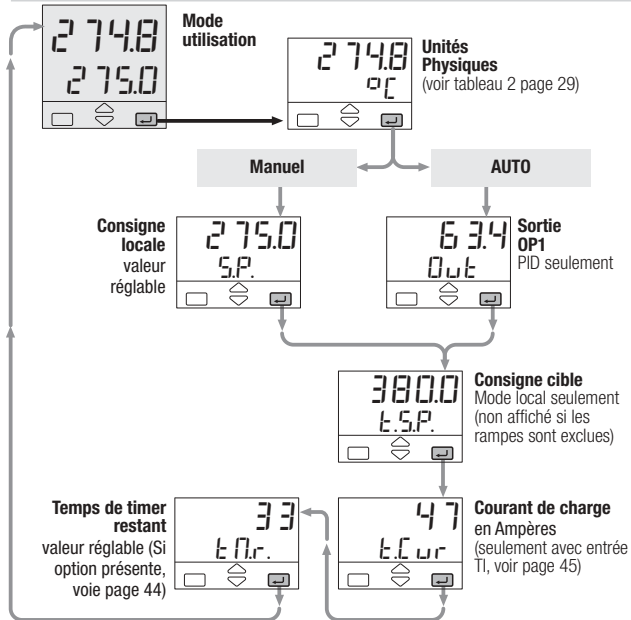 274.8
275.0
Mode
utilisation
274.8
°C
Unités
Physiques
(voir tableau 2 page 29)
Manuel
AUTO
Consigne
locale
valeur
réglable
275.0
S.P.
63.4
Out
Sortie
OP1
PID seulement
380.0
t.S.P.
Consigne cible
Mode local seulement
(non affiché si les
rampes sont exclues)
Temps de timer
restant
valeur réglable (Si
option présente,
voie page 44)
33
t П.r.
47
t.Cur
Courant de charge
en Ampères
(seulement avec entrée
TI, voir page 45)